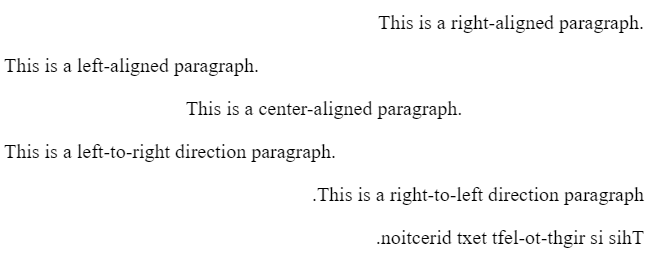 This is a right-aligned paragraph.
This is a left-aligned paragraph.
This is a center-aligned paragraph.
This is a left-to-right direction paragraph.
.This is a right-to-left direction paragraph
.noitcerid txet tfel-ot-thgir si sihT